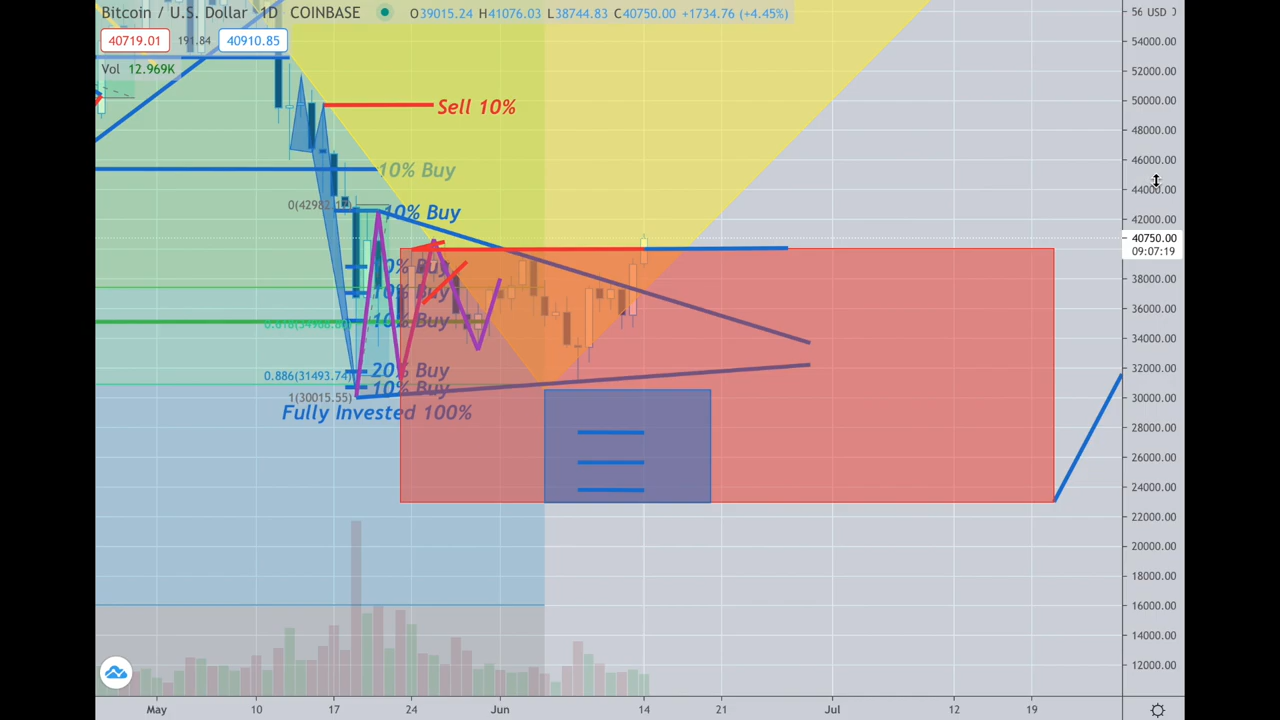 Bitcoin / U.S. Dollar 1D COINBASE O39015.24 H41076.03 L38744.83 C40750.00 +1734.76 (+4.45%)
40719.01 191.84 40910.85
Vol 12.969K
Sell 10%
10% Buy
0(42982.17)
10% Buy
10% Buy
10% Buy
10% Buy
20% Buy
0.886(31493.74)
10% Buy
1(30015.55)
Fully Invested 100%
56 USD
54000.00
52000.00
50000.00
48000.00
46000.00
44000.00
42000.00
40750.00
09:07:19
38000.00
36000.00
34000.00
32000.00
30000.00
28000.00
26000.00
24000.00
22000.00
20000.00
18000.00
16000.00
14000.00
12000.00
May 10 17 24 Jun 14 21 Jul 12 19